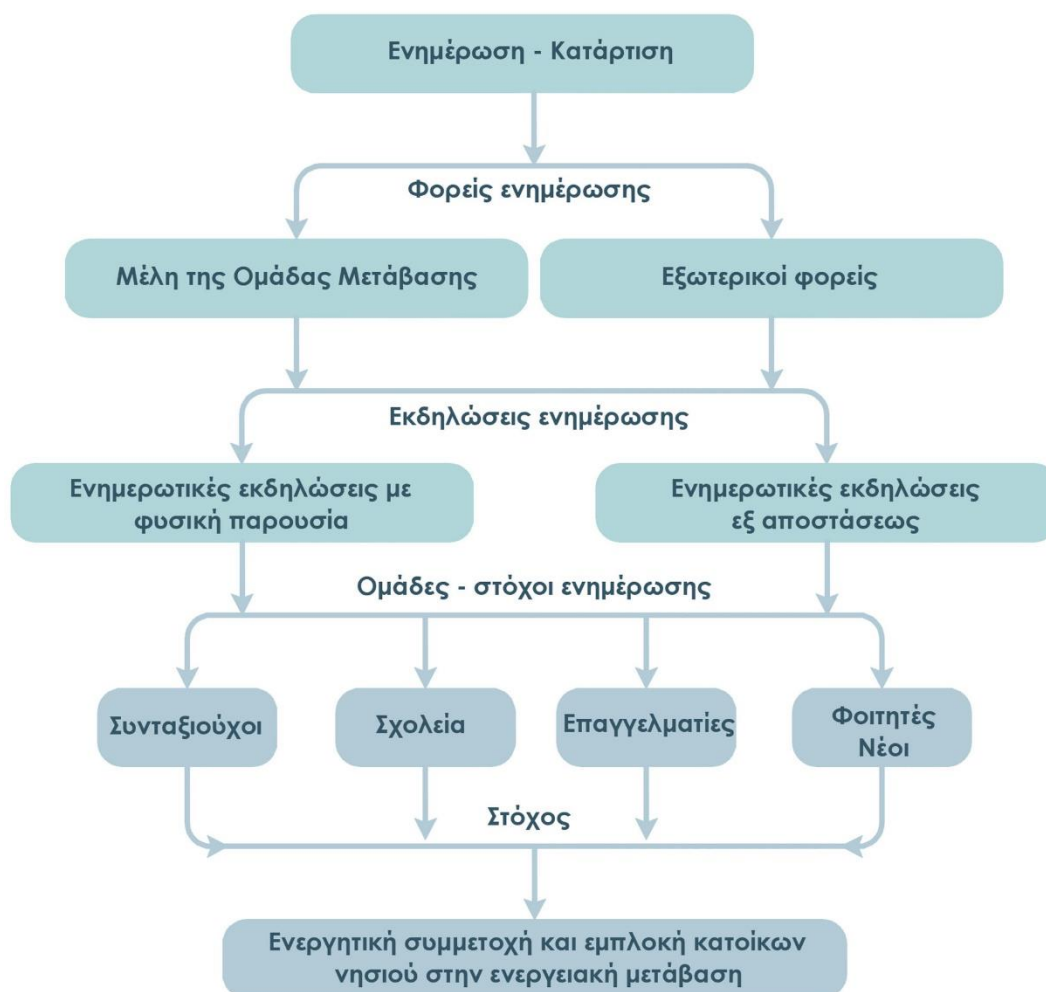 Ενημέρωση - Κατάρτιση
Φορείς ενημέρωσης
Μέλη της Ομάδας Μετάβασης
Εξωτερικοί φορείς
Εκδηλώσεις ενημέρωσης
Ενημερωτικές εκδηλώσεις με
φυσική παρουσία
Ενημερωτικές εκδηλώσεις
εξ αποστάσεως
Ομάδες - στόχοι ενημέρωσης
Συνταξιούχοι
Σχολεία
Επαγγελματίες
Φοιτητές
Νέοι
Στόχος
Ενεργητική συμμετοχή και εμπλοκή κατοίκων
νησιού στην ενεργειακή μετάβαση